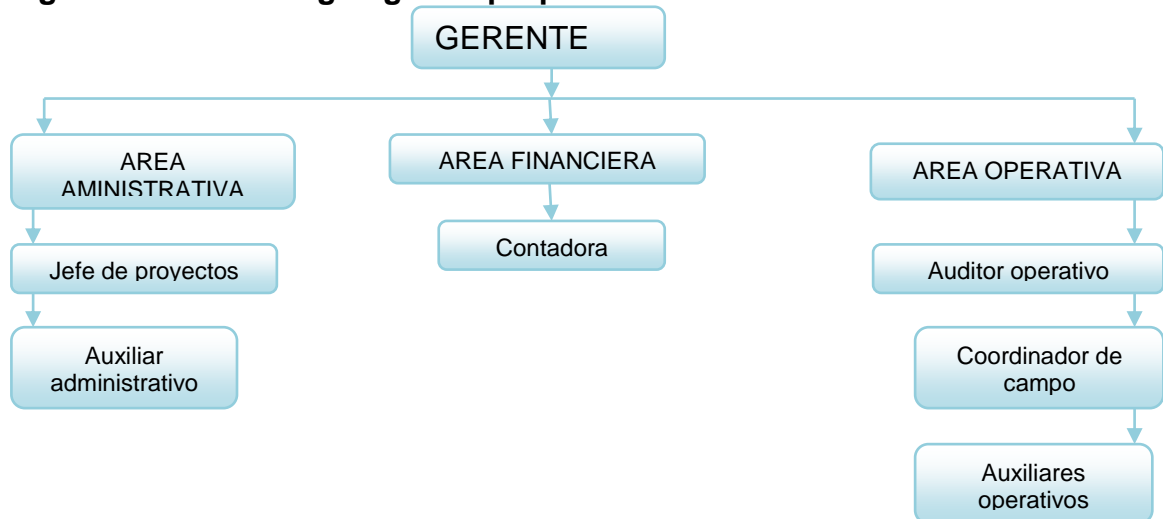 GERENTE
AREA
AMINISTRATIVA
AREA FINANCIERA
AREA OPERATIVA
Jefe de proyectos
Contadora
Auditor operativo
Auxiliar
administrativo
Coordinador de
campo
Auxiliares
operativos